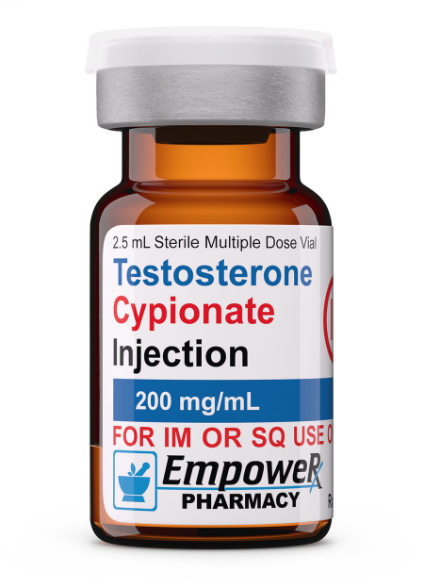 2.5 mL Sterile Multiple Dose Vial
Testosterone
Cypionate
Injection
200 mg/mL
FOR IM OR SQ USE
EmpoweRx
PHARMACY